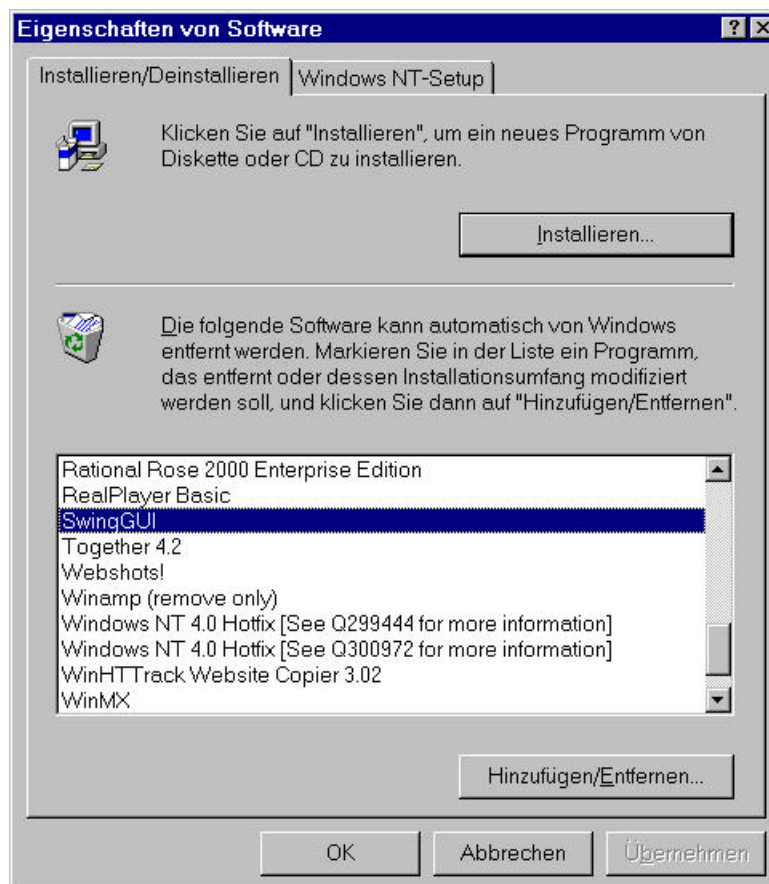 Eigenschaften von Software
Installieren/Deinstallieren
Windows NT-Setup
Klicken Sie auf "Installieren", um ein neues Programm von
Diskette oder CD zu installieren.
Installieren...
Die folgende Software kann automatisch von Windows
entfernt werden. Markieren Sie in der Liste ein Programm,
das entfernt oder dessen Installationsumfang modifiziert
werden soll, und klicken Sie dann auf "Hinzufügen/Entfernen".
Rational Rose 2000 Enterprise Edition
RealPlayer Basic
SwingGUI
Together 4.2
Webshots!
Winamp (remove only)
Windows NT 4.0 Hotfix [See Q299444 for more information]
Windows NT 4.0 Hotfix [See Q300972 for more information]
WinHTTrack Website Copier 3.02
WinMX
Hinzufügen/Entfernen...
OK
Abbrechen
Übernehmen